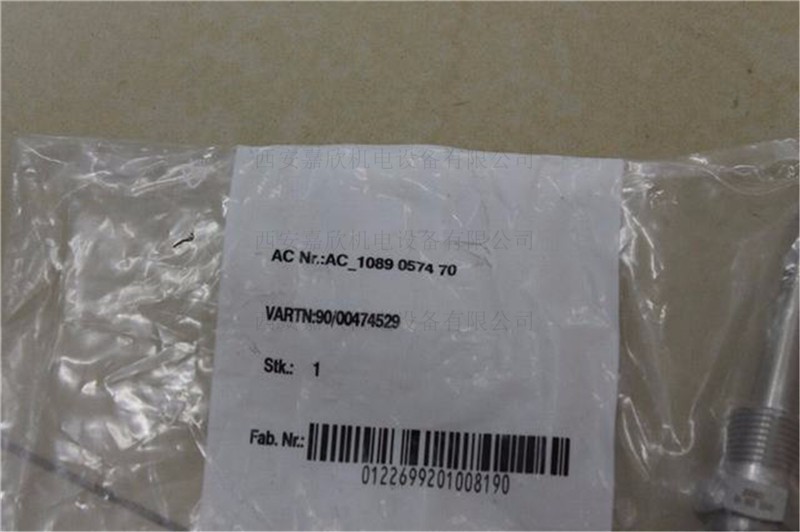 西安嘉欣机电设备有限公司
西安嘉欣机电设备有限公司
AC Nr.:AC_1089 0574 70
VARTN:90/00474529
西安嘉欣机电设备有限公司
Stk.: 1
Fab. Nr.:
0122699201008190